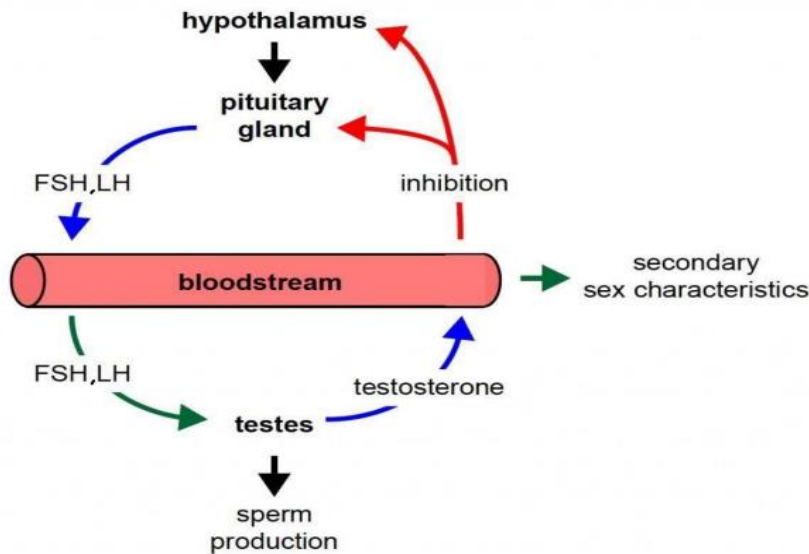 hypothalamus
pituitary
gland
FSH,LH
inhibition
bloodstream
secondary
sex characteristics
FSH,LH
testosterone
testes
sperm
production